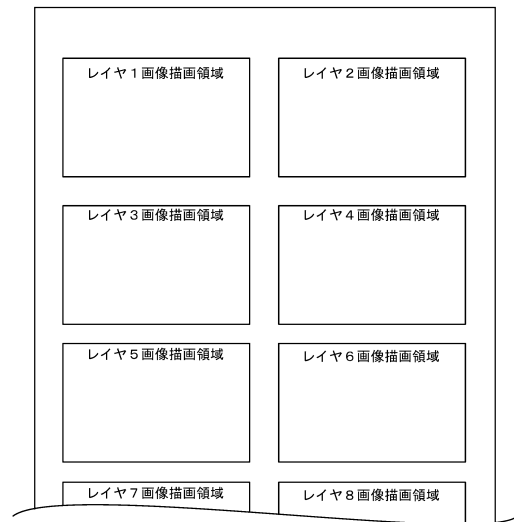 レイヤ１画像描画領域
レイヤ２画像描画領域
レイヤ３画像描画領域
レイヤ４画像描画領域
レイヤ５画像描画領域
レイヤ６画像描画領域
レイヤ７画像描画領域
レイヤ８画像描画領域